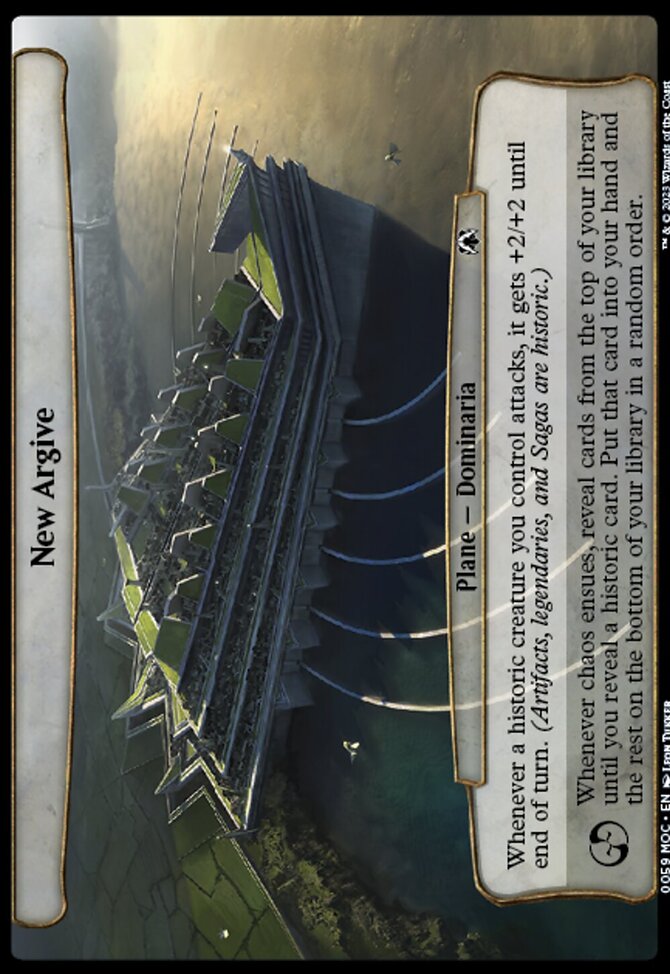 New Argive
Plane — Dominaria
Whenever a historic creature you control attacks, it gets +2/+2 until
end of turn. (Artifacts, legendaries, and Sagas are historic.)
Whenever chaos ensues, reveal cards from the top of your library
until you reveal a historic card. Put that card into your hand and
the rest on the bottom of your library in a random order.
0059 MOC • EN Leon Tukker
™ & © 2023 Wizards of the Coast